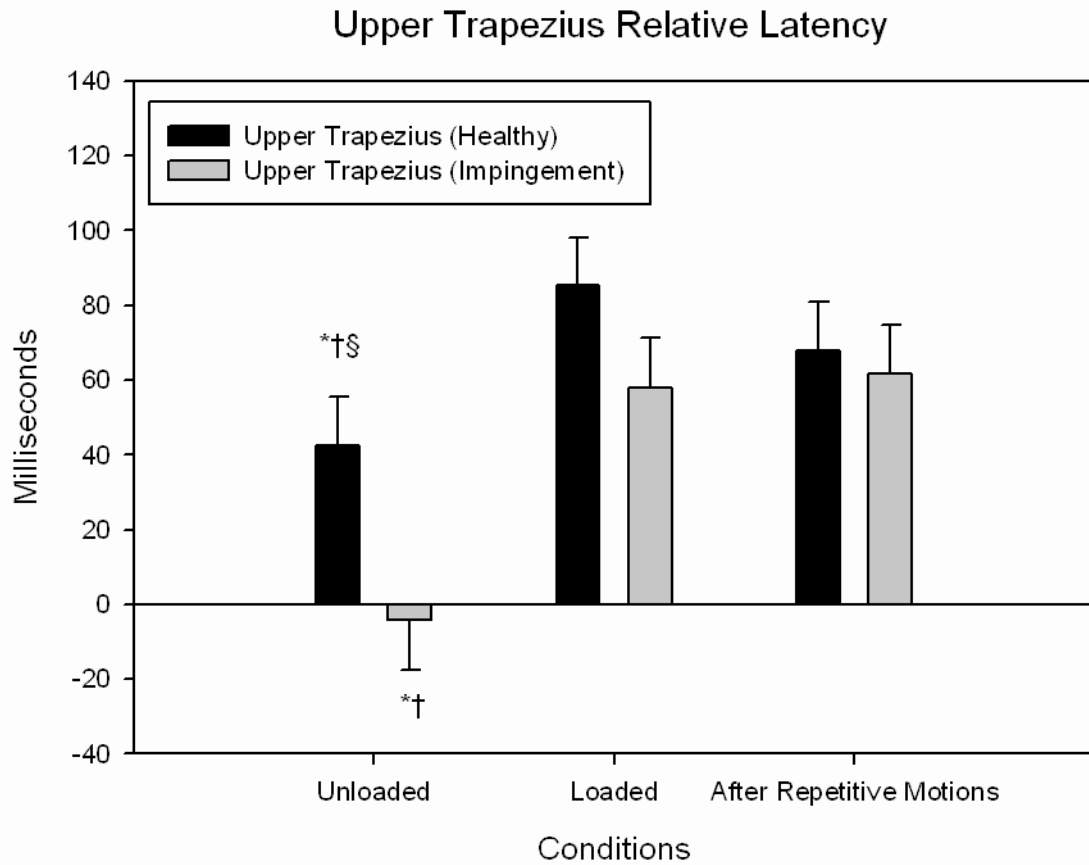 Upper Trapezius Relative Latency
140
120
100
80
60
40
20
0
-20
-40
Milliseconds
Upper Trapezius (Healthy)
Upper Trapezius (Impingement)
*†§
*†
Unloaded
Loaded
After Repetitive Motions
Conditions